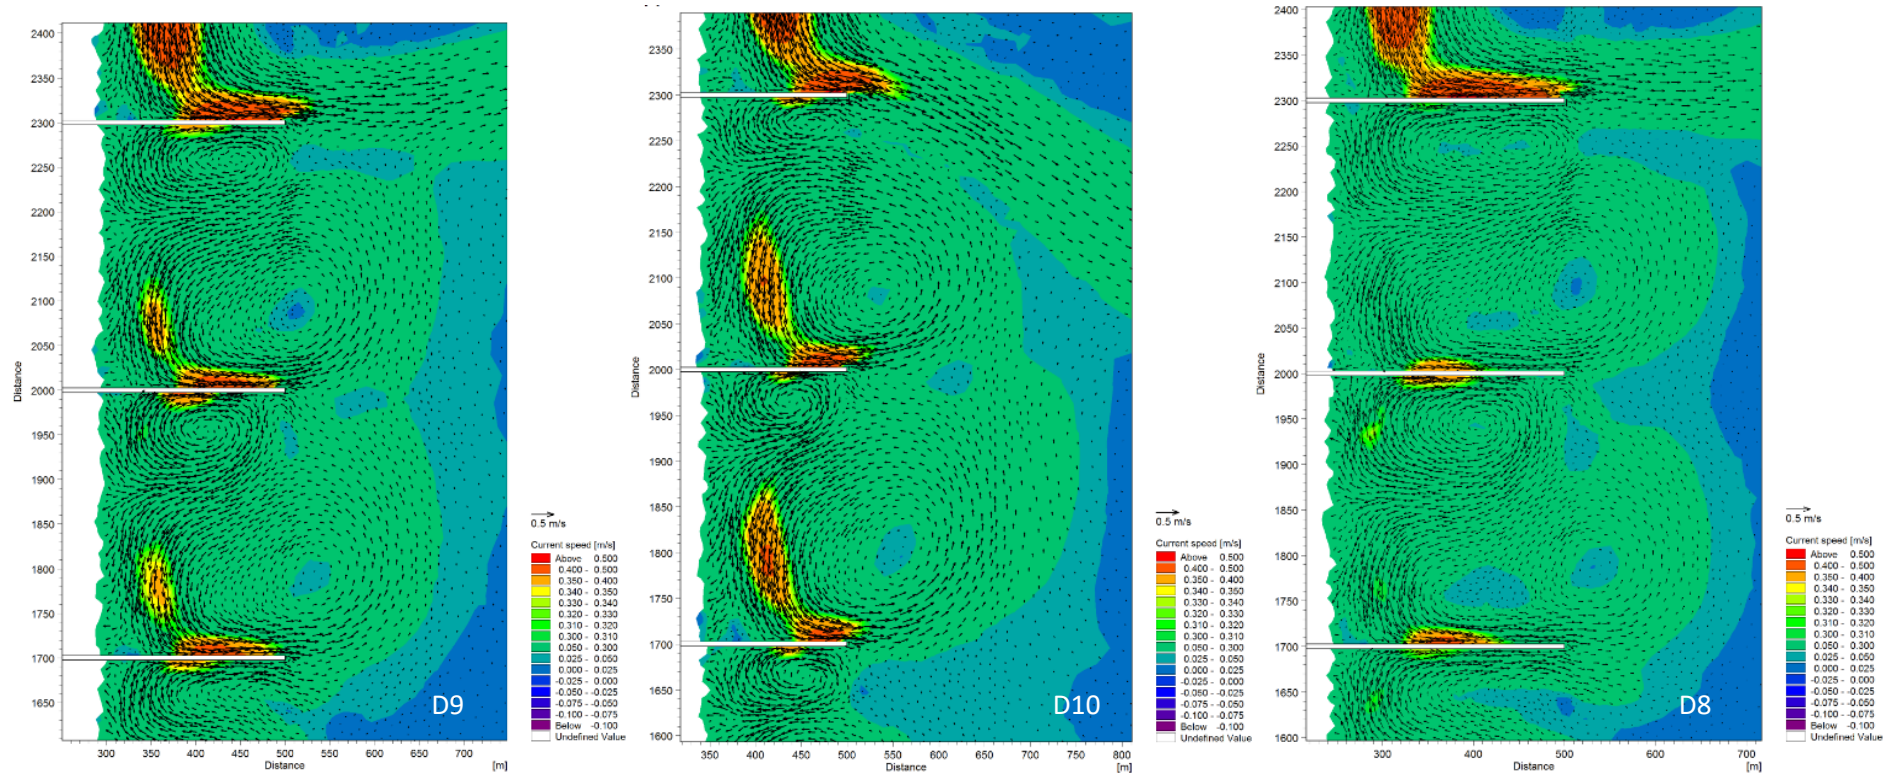 2400
2350
2300
2250
2200
2150
2100
2050
2000
1950
1900
1850
1800
1750
1700
1650
Distance
300
350
400
450
500
550
600
650
700
Distance
[m]
D9
0.5 m/s
Current speed [m/s]
Above 0.500
0.400 - 0.500
0.350 - 0.400
0.340 - 0.350
0.330 - 0.340
0.320 - 0.330
0.310 - 0.320
0.300 - 0.310
0.050 - 0.300
0.025 - 0.050
0.000 - 0.025
-0.025 - 0.000
-0.050 - -0.025
-0.075 - -0.050
-0.100 - -0.075
Below -0.100
Undefined Value
2350
2300
2250
2200
2150
2100
2050
2000
1950
1900
1850
1800
1750
1700
1650
1600
Distance
350
400
450
500
550
600
650
700
750
800
Distance
[m]
D10
0.5 m/s
Current speed [m/s]
Above 0.500
0.400 - 0.500
0.350 - 0.400
0.340 - 0.350
0.330 - 0.340
0.320 - 0.330
0.310 - 0.320
0.300 - 0.310
0.050 - 0.300
0.025 - 0.050
0.000 - 0.025
-0.025 - 0.000
-0.050 - -0.025
-0.075 - -0.050
-0.100 - -0.075
Below -0.100
Undefined Value
2400
2350
2300
2250
2200
2150
2100
2050
2000
1950
1900
1850
1800
1750
1700
1650
1600
Distance
300
400
500
600
700
Distance
[m]
D8
0.5 m/s
Current speed [m/s]
Above 0.500
0.400 - 0.500
0.350 - 0.400
0.340 - 0.350
0.330 - 0.340
0.320 - 0.330
0.310 - 0.320
0.300 - 0.310
0.050 - 0.300
0.025 - 0.050
0.000 - 0.025
-0.025 - 0.000
-0.050 - -0.025
-0.075 - -0.050
-0.100 - -0.075
Below -0.100
Undefined Value